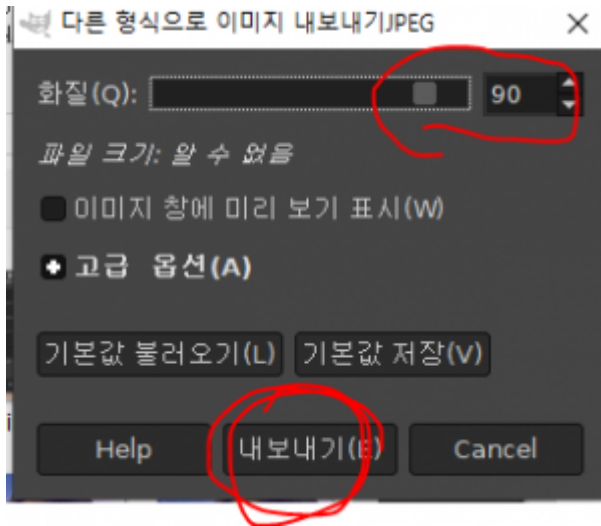 다른 형식으로 이미지 내보내기JPEG
화질(Q): 90
파일 크기: 알 수 없음
이미지 창에 미리 보기 표시(W)
고급 옵션(A)
기본값 불러오기(L) 기본값 저장(V)
Help 내보내기(E) Cancel